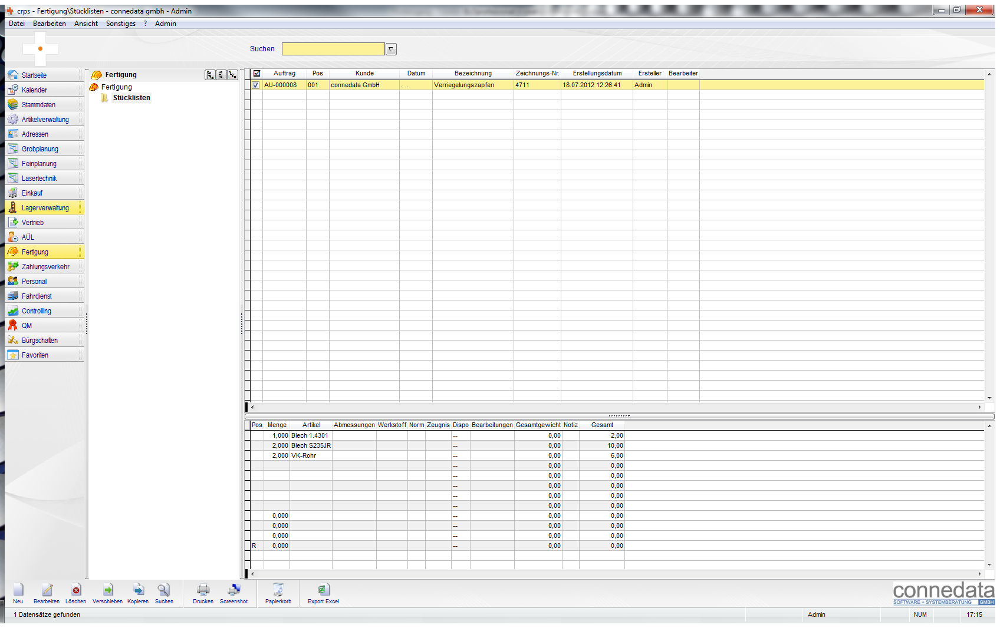 crps - Fertigung\Stücklisten - connedata gmbh - Admin
Datei Bearbeiten Ansicht Sonstiges ? Admin
Suchen
Startseite
Kalender
Stammdaten
Artikelverwaltung
Adressen
Grobplanung
Feinplanung
Lasertechnik
Einkauf
Lagerverwaltung
Vertrieb
AÜL
Fertigung
Zahlungsverkehr
Personal
Fahrdienst
Controlling
QM
Bürgschaften
Favoriten
Fertigung
Fertigung
Stücklisten
Auftrag Pos Kunde Datum Bezeichnung Zeichnungs-Nr. Erstellungsdatum Ersteller Bearbeiter
AU-000008 001 connedata GmbH . . Verriegelungszapfen 4711 18.07.2012 12:26:41 Admin
Pos Menge Artikel Abmessungen Werkstoff Norm Zeugnis Dispo Bearbeitungen Gesamtgewicht Notiz Gesamt
1,000 Blech 1.4301 -- 0,00 2,00
2,000 Blech S235JR -- 0,00 10,00
2,000 VK-Rohr -- 0,00 6,00
-- 0,00 0,00
-- 0,00 0,00
-- 0,00 0,00
-- 0,00 0,00
-- 0,00 0,00
0,000 -- 0,00 0,00
0,000 -- 0,00 0,00
0,000 -- 0,00 0,00
R 0,000 -- 0,00 0,00
Neu Bearbeiten Löschen Verschieben Kopieren Suchen Drucken Screenshot Papierkorb Export Excel
connedata
SOFTWARE + SYSTEMBERATUNG GMBH
1 Datensätze gefunden Admin NUM 17:15